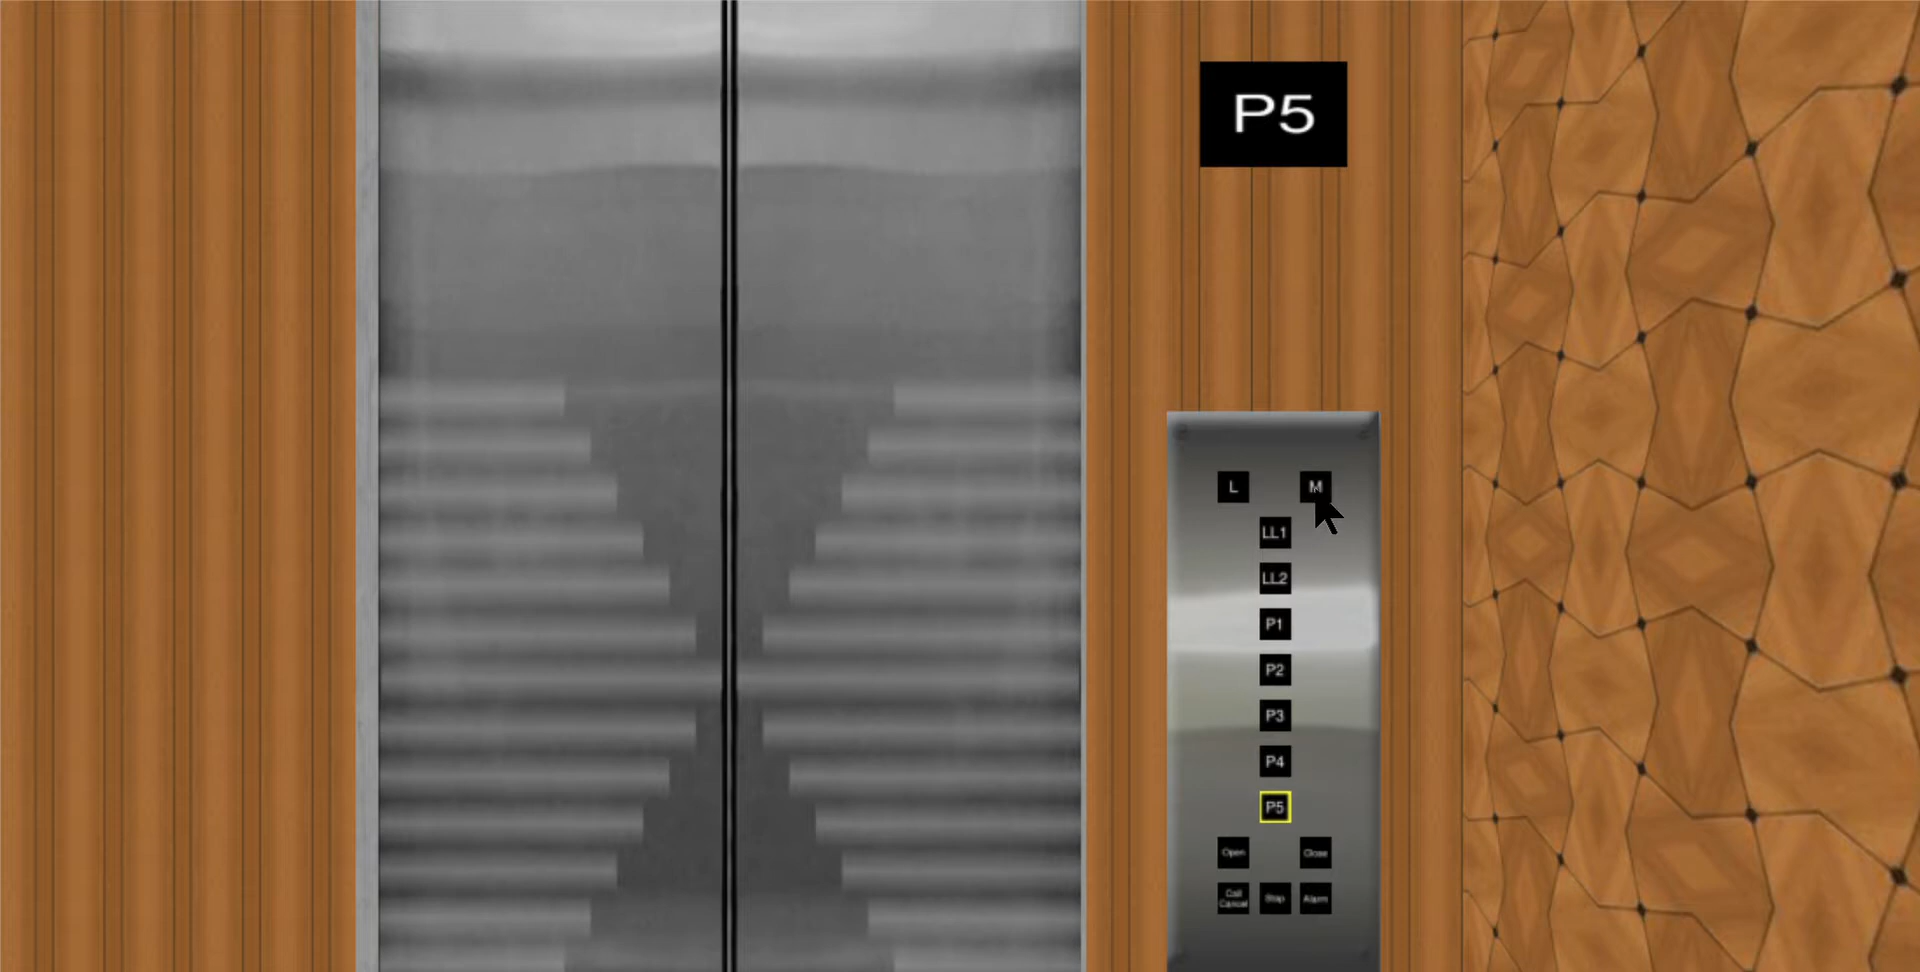 P5
L M
LL1
LL2
P1
P2
P3
P4
P5
Open Close
Call
Cancel Stop Alarm